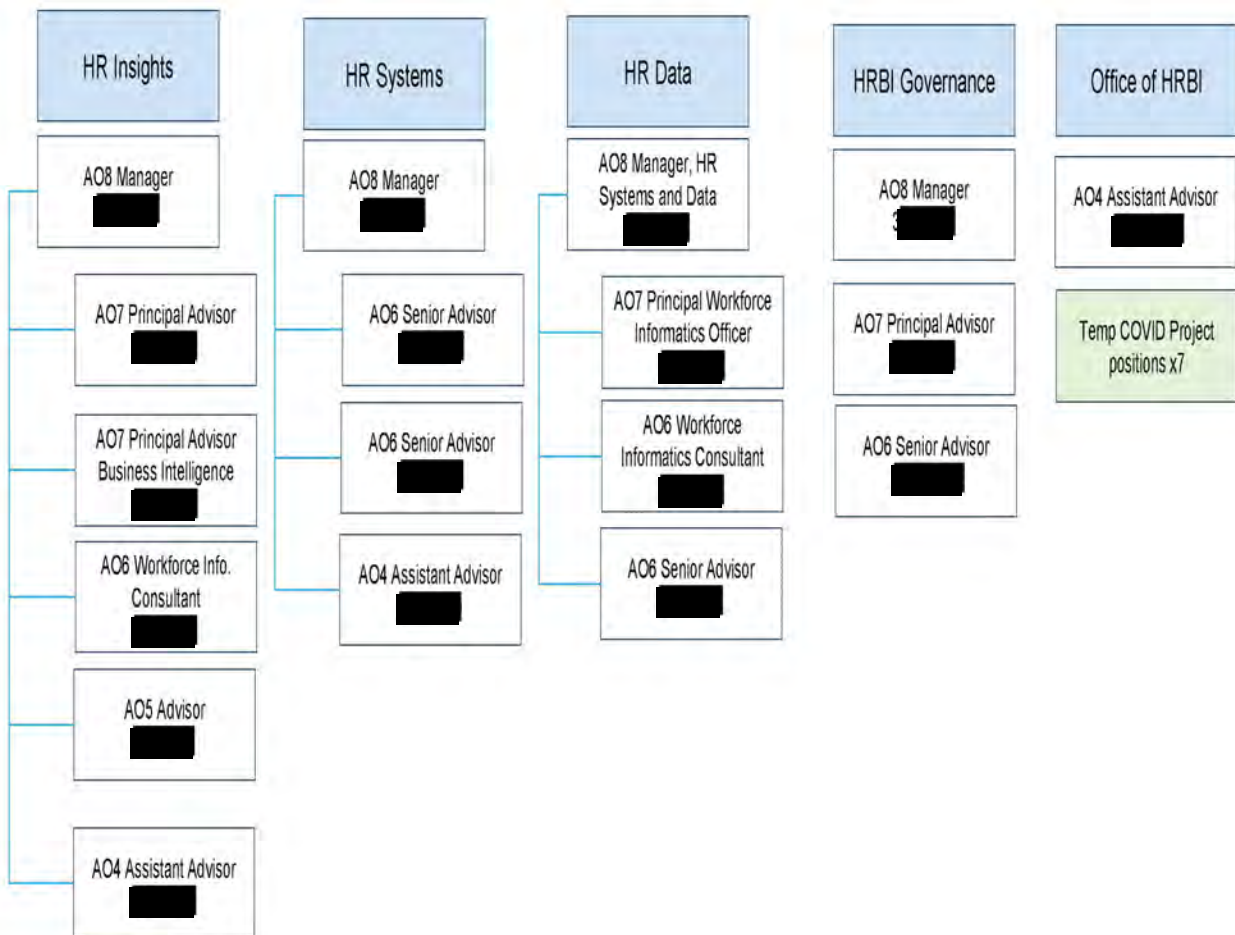 HR Insights
AO8 Manager
AO7 Principal Advisor
AO7 Principal Advisor
Business Intelligence
AO6 Workforce Info.
Consultant
AO5 Advisor
AO4 Assistant Advisor
HR Systems
AO8 Manager
AO6 Senior Advisor
AO6 Senior Advisor
AO4 Assistant Advisor
HR Data
AO8 Manager, HR
Systems and Data
AO7 Principal Workforce
Informatics Officer
AO6 Workforce
Informatics Consultant
AO6 Senior Advisor
HRBI Governance
AO8 Manager
3
AO7 Principal Advisor
AO6 Senior Advisor
Office of HRBI
AO4 Assistant Advisor
Temp COVID Project
positions x7